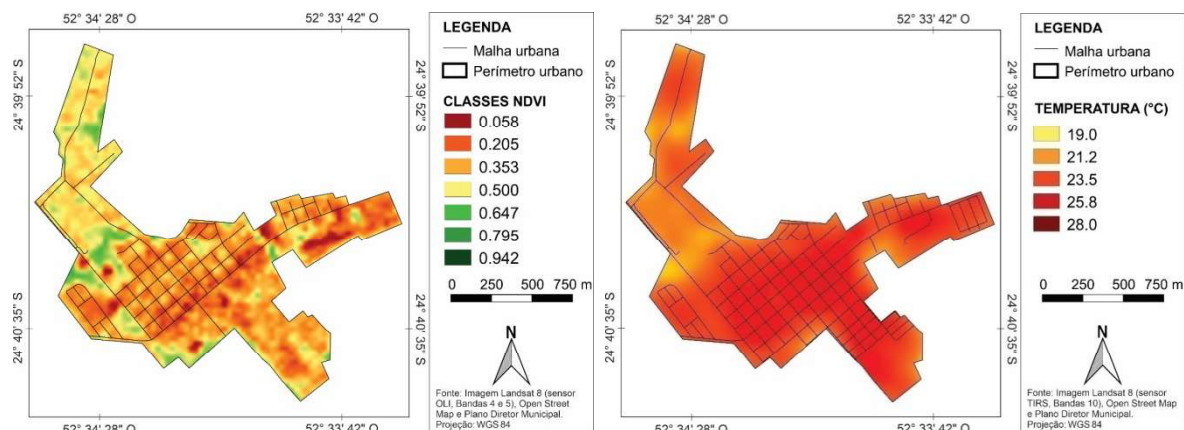 52° 34' 28" O
52° 33' 42" O
24° 39' 52" S
24° 39' 52" S
24° 40' 35" S
24° 40' 35" S
52° 34' 28" O
52° 33' 42" O
LEGENDA
Malha urbana
Perímetro urbano
CLASSES NDVI
0.058
0.205
0.353
0.500
0.647
0.795
0.942
0 250 500 750 m
N
Fonte: Imagem Landsat 8 (sensor
OLI, Bandas 4 e 5), Open Street
Map e Plano Diretor Municipal.
Projeção: WGS 84
52° 34' 28" O
52° 33' 42" O
24° 39' 52" S
24° 39' 52" S
24° 40' 35" S
24° 40' 35" S
52° 34' 28" O
52° 33' 42" O
LEGENDA
Malha urbana
Perímetro urbano
TEMPERATURA (°C)
19.0
21.2
23.5
25.8
28.0
0 250 500 750 m
N
Fonte: Imagem Landsat 8 (sensor
TIRS, Bandas 10), Open Street Map
e Plano Diretor Municipal.
Projeção: WGS 84